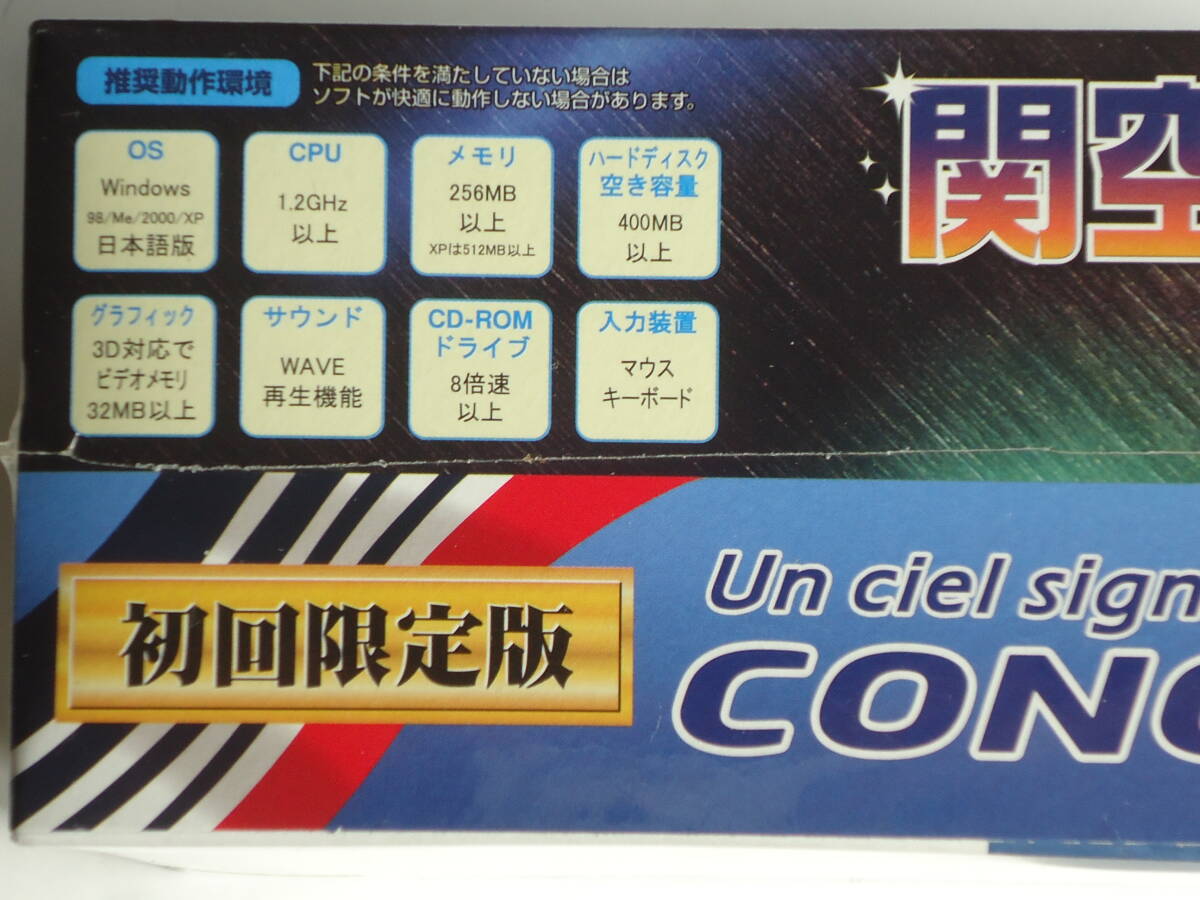 推奨動作環境
下記の条件を満たしていない場合は
ソフトが快適に動作しない場合があります。
OS
Windows
98/Me/2000/XP
日本語版
CPU
1.2GHz
以上
メモリ
256MB
以上
XPは512MB以上
ハードディスク
空き容量
400MB
以上
グラフィック
3D対応で
ビデオメモリ
32MB以上
サウンド
WAVE
再生機能
CD-ROM
ドライブ
8倍速
以上
入力装置
マウス
キーボード
関空
初回限定版
Un ciel sign
CONC